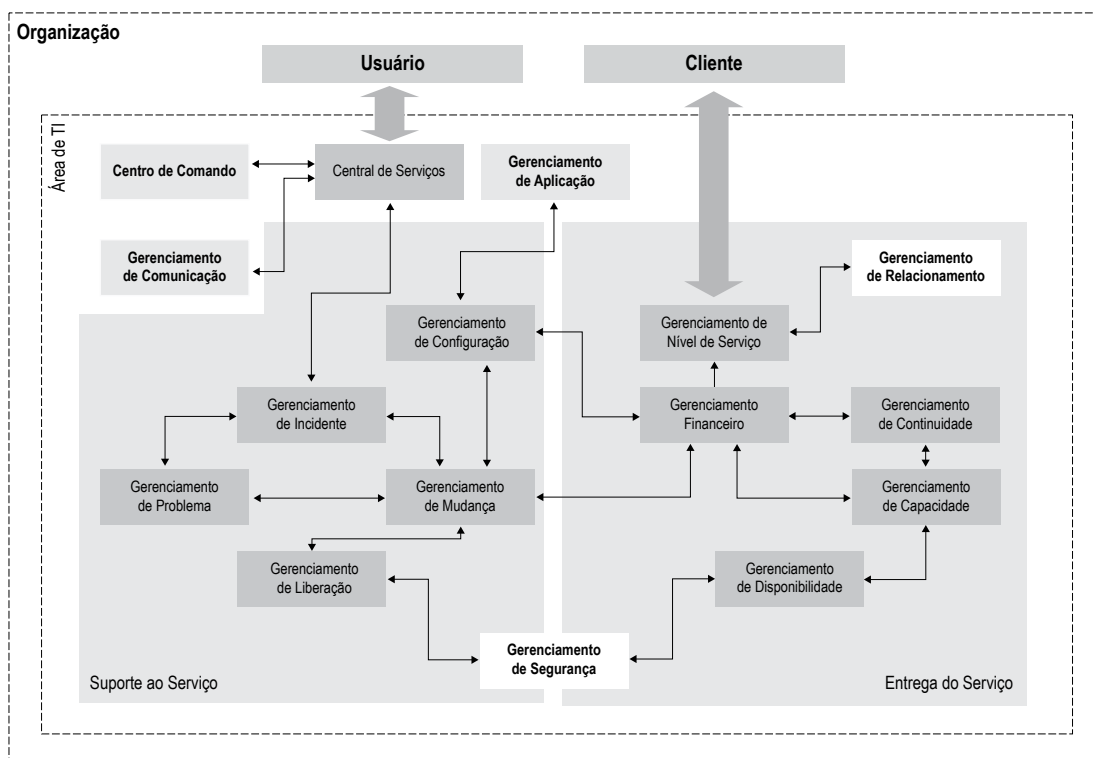 Organização
Usuário
Cliente
Área de TI
Centro de Comando
Central de Serviços
Gerenciamento
de Aplicação
Gerenciamento
de Comunicação
Gerenciamento
de Relacionamento
Gerenciamento
de Configuração
Gerenciamento de
Nível de Serviço
Gerenciamento
de Incidente
Gerenciamento
Financeiro
Gerenciamento
de Continuidade
Gerenciamento
de Problema
Gerenciamento
de Mudança
Gerenciamento
de Capacidade
Gerenciamento
de Liberação
Gerenciamento
de Disponibilidade
Gerenciamento
de Segurança
Suporte ao Serviço
Entrega do Serviço